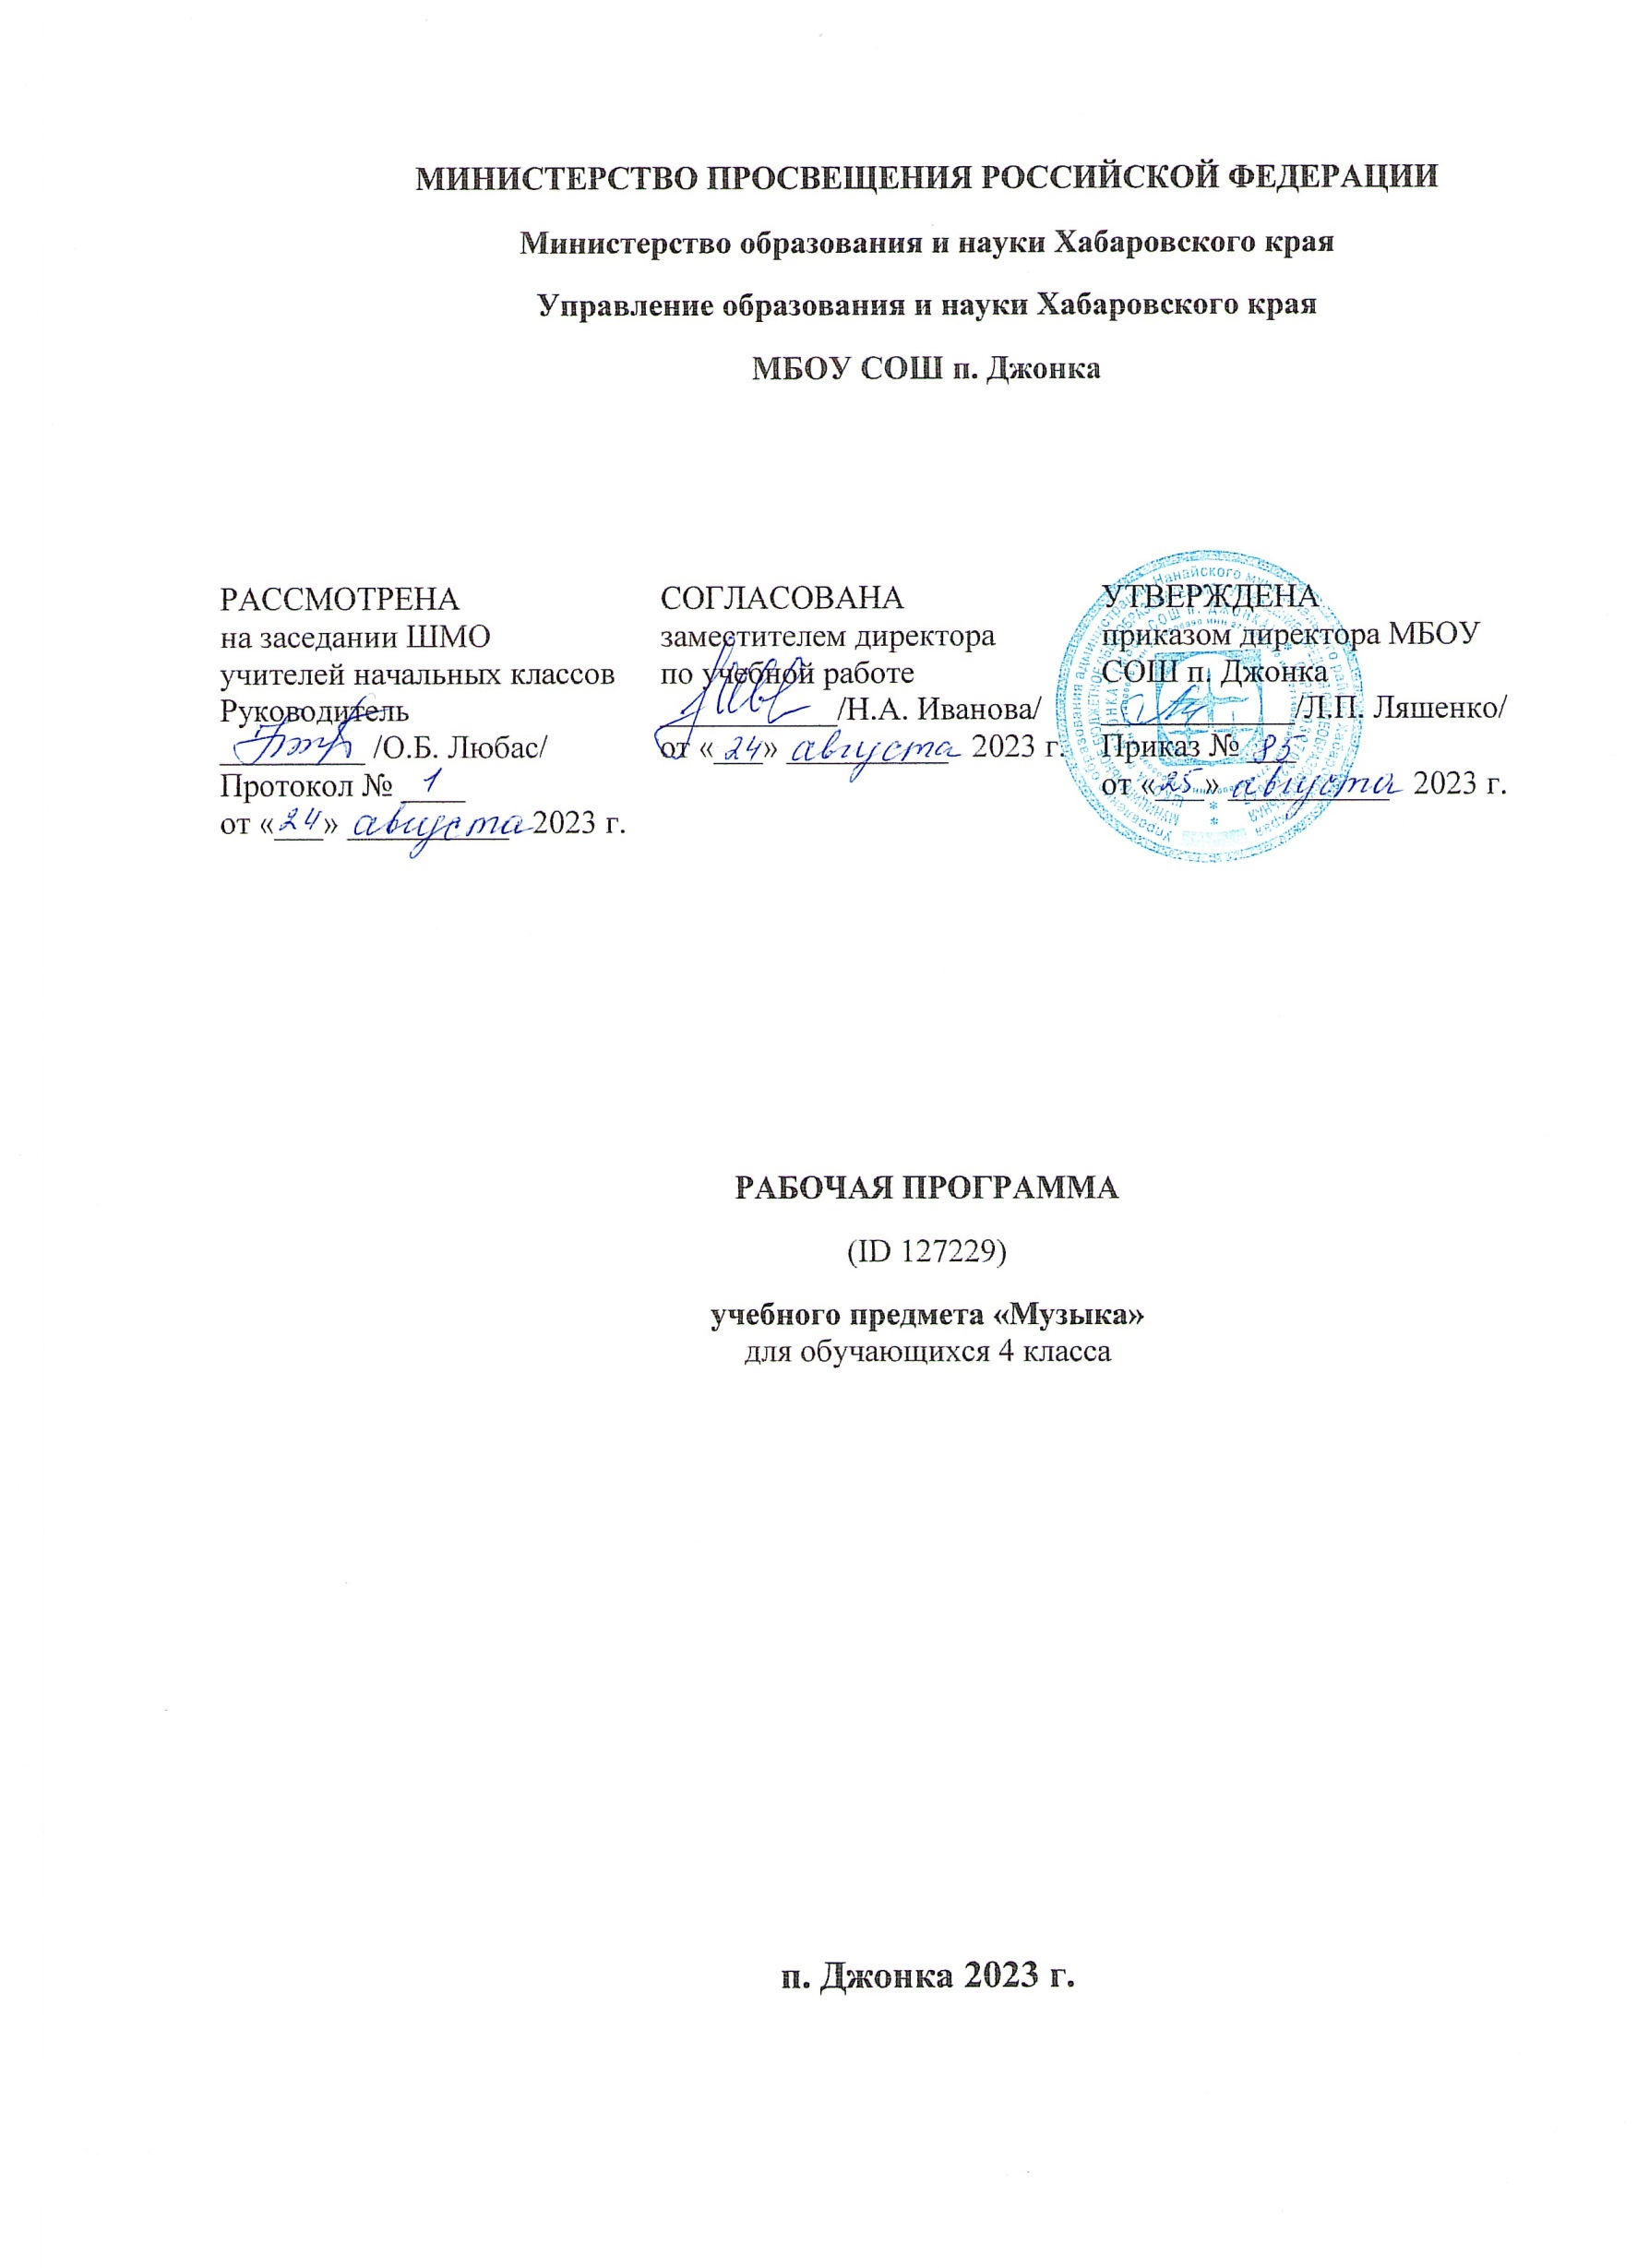 МИНИСТЕРСТВО ПРОСВЕЩЕНИЯ РОССИЙСКОЙ ФЕДЕРАЦИИ
Министерство образования и науки Хабаровского края
Управление образования и науки Хабаровского края
МБОУ СОШ п. Джонка
РАССМОТРЕНА
на заседании ШМО
учителей начальных классов
Руководитель
/О.Б. Любас/
Протокол № 1
от «24» августа 2023 г.
СОГЛАСОВАНА
заместителем директора
по учебной работе
/Н.А. Иванова/
от «24» августа 2023 г.
УТВЕРЖДЕНА
приказом директора МБОУ
СОШ п. Джонка
/Л.П. Ляшенко/
Приказ № 85
от «25» августа 2023 г.
РАБОЧАЯ ПРОГРАММА
(ID 127229)
учебного предмета «Музыка»
для обучающихся 4 класса
п. Джонка 2023 г.